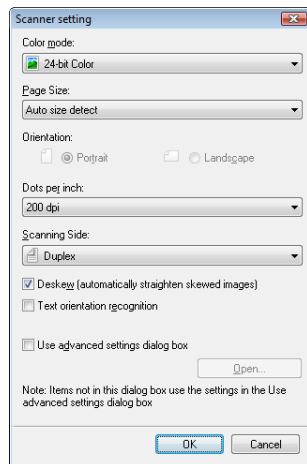 Scanner setting
Color mode:
24-bit Color
Page Size:
Auto size detect
Orientation:
Portrait
Landscape
Dots per inch:
200 dpi
Scanning Side:
Duplex
Deskew (automatically straighten skewed images)
Text orientation recognition
Use advanced settings dialog box
Open...
Note: Items not in this dialog box use the settings in the Use
advanced settings dialog box
OK
Cancel